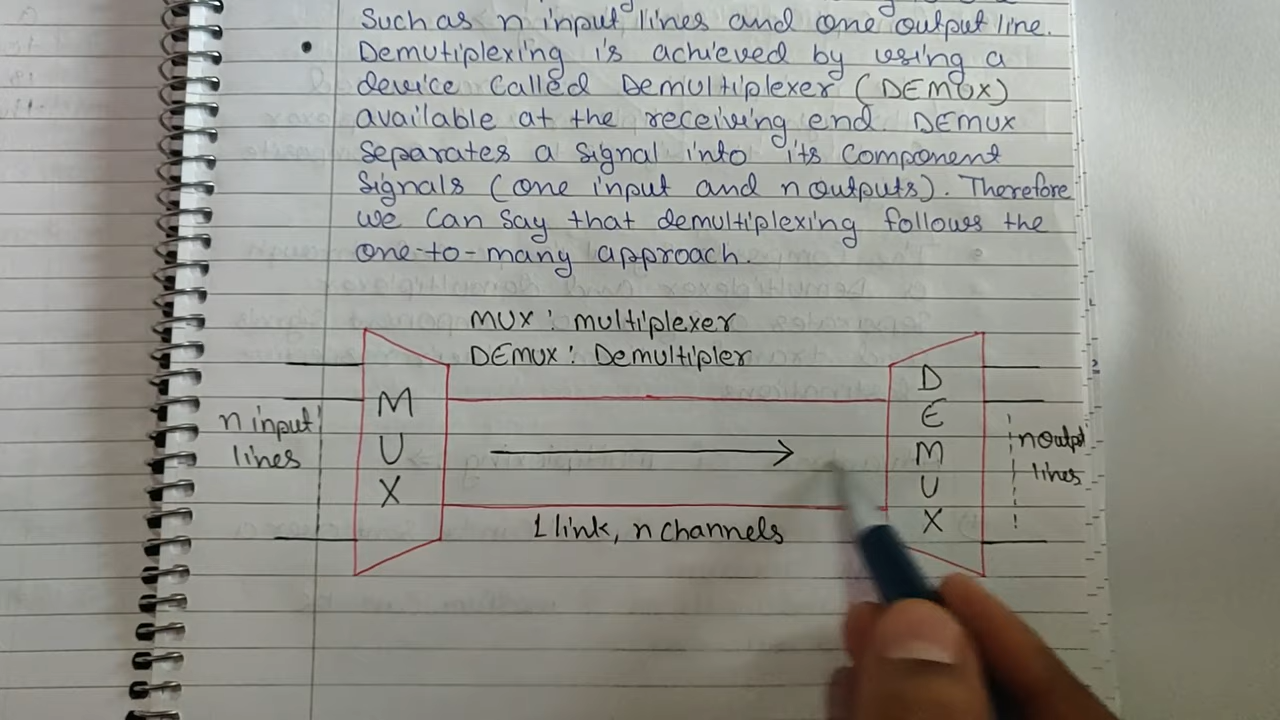 Such as n input lines and one output line.
• Demutiplexing is achieved by using a
device called Demultiplexer (DEMUX)
available at the receiving end. DEMUX
separates a signal into its component
signals (one input and n outputs). Therefore
we can say that demultiplexing follows the
one-to-many approach.
MUX : multiplexer
DEMUX : Demultipler
n input
lines
M
U
X
1 link, n channels
D
E
M
U
X
n outpt
lines